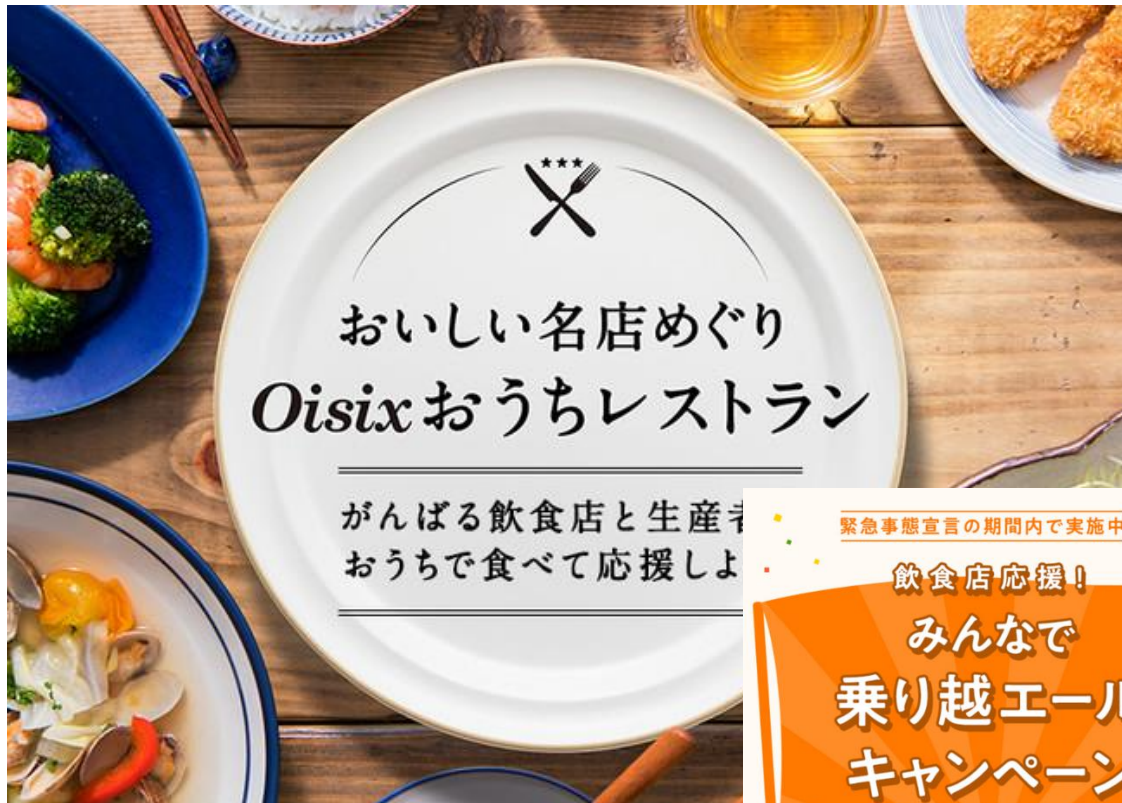 おいしい名店めぐり
Oisixおうちレストラン
がんばる飲食店と生産者
おうちで食べて応援しよ
緊急事態宣言の期間内で実施中
飲食店応援！
みんなで
乗り越エール
キャンペーン